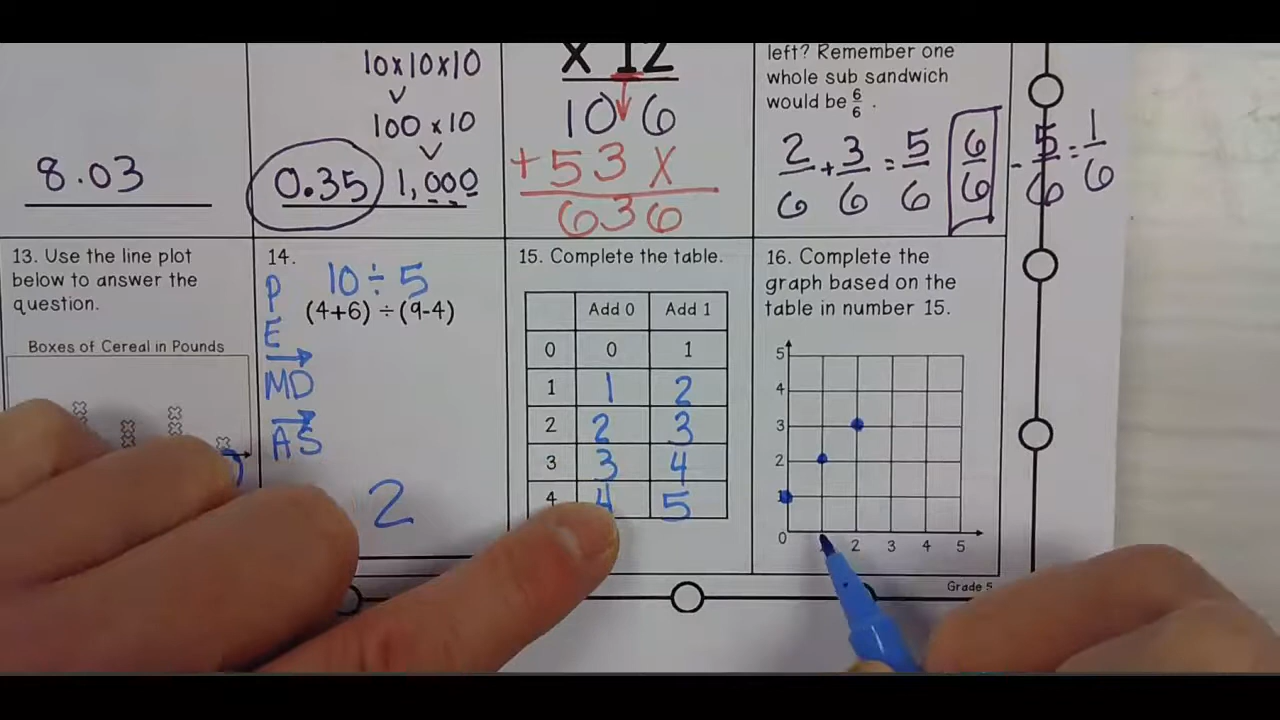 8.03
10x10x10
100 x 10
0.35 1,000
x 12
106
+ 53 x
636
left? Remember one
whole sub sandwich
would be 6/6 .
2/6 + 3/6 = 5/6 6/6 - 5/6 = 1/6
13. Use the line plot
below to answer the
question.
Boxes of Cereal in Pounds
14.
P
E
MD
AS
10 ÷ 5
(4+6) ÷ (9-4)
2
15. Complete the table.
Add 0 Add 1
0 0 1
1 1 2
2 2 3
3 3 4
4 4 5
16. Complete the
graph based on the
table in number 15.
5
4
3
2
1
0 1 2 3 4 5
Grade 5